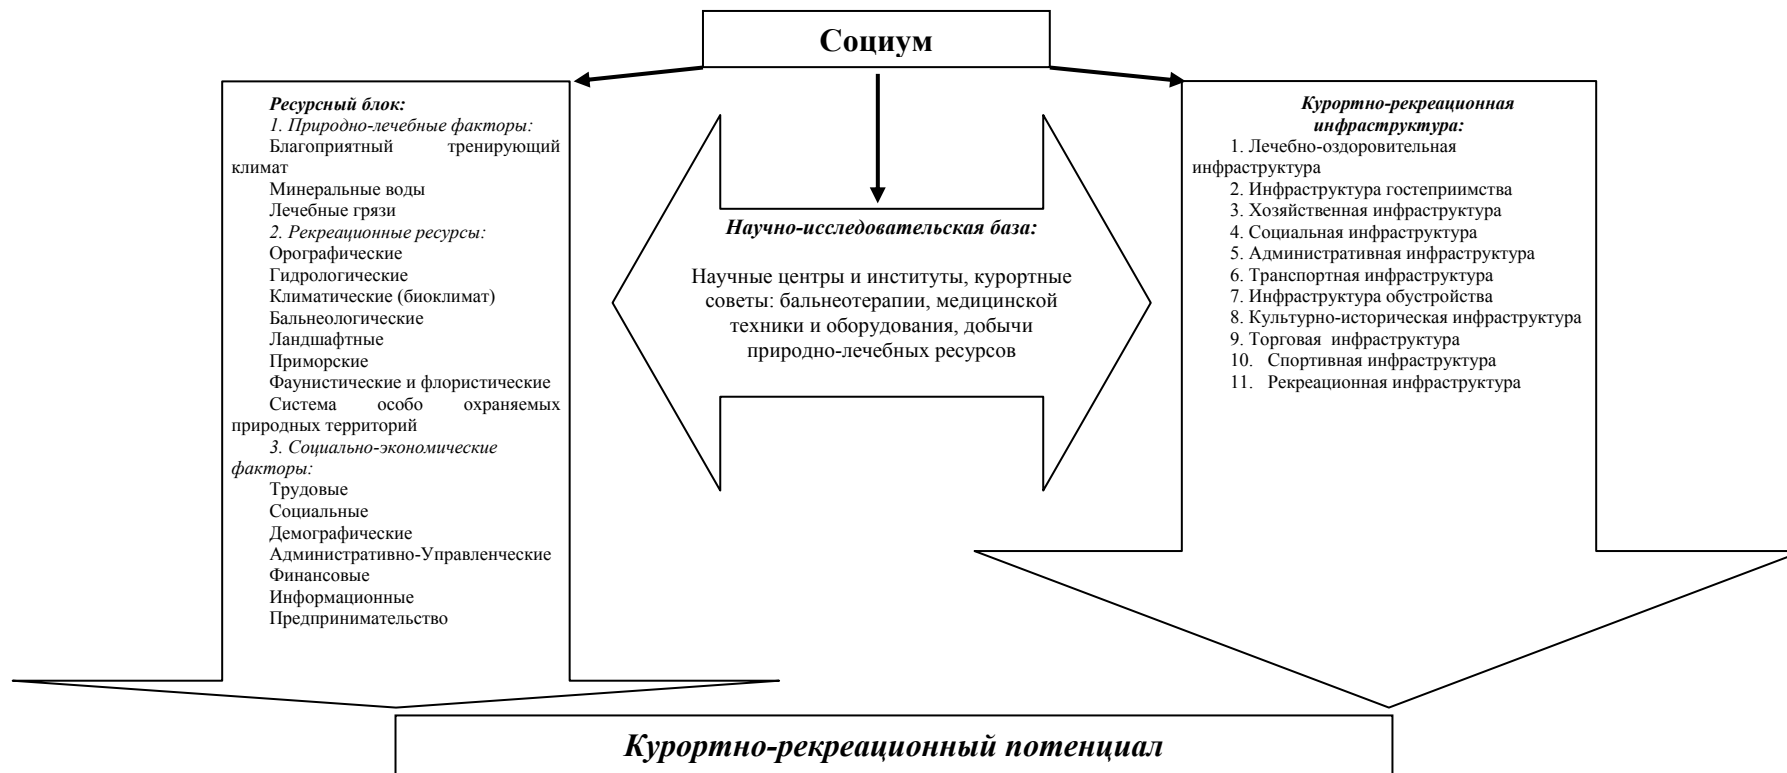 Социум
Ресурсный блок:
1. Природно-лечебные факторы:
Благоприятный тренирующий
климат
Минеральные воды
Лечебные грязи
2. Рекреационные ресурсы:
Орографические
Гидрологические
Климатические (биоклимат)
Бальнеологические
Ландшафтные
Приморские
Фаунистические и флористические
Система особо охраняемых
природных территорий
3. Социально-экономические
факторы:
Трудовые
Социальные
Демографические
Административно-Управленческие
Финансовые
Информационные
Предпринимательство
Научно-исследовательская база:
Научные центры и институты, курортные
советы: бальнеотерапии, медицинской
техники и оборудования, добычи
природно-лечебных ресурсов
Курортно-рекреационная
инфраструктура:
1. Лечебно-оздоровительная
инфраструктура
2. Инфраструктура гостеприимства
3. Хозяйственная инфраструктура
4. Социальная инфраструктура
5. Административная инфраструктура
6. Транспортная инфраструктура
7. Инфраструктура обустройства
8. Культурно-историческая инфраструктура
9. Торговая инфраструктура
10. Спортивная инфраструктура
11. Рекреационная инфраструктура
Курортно-рекреационный потенциал